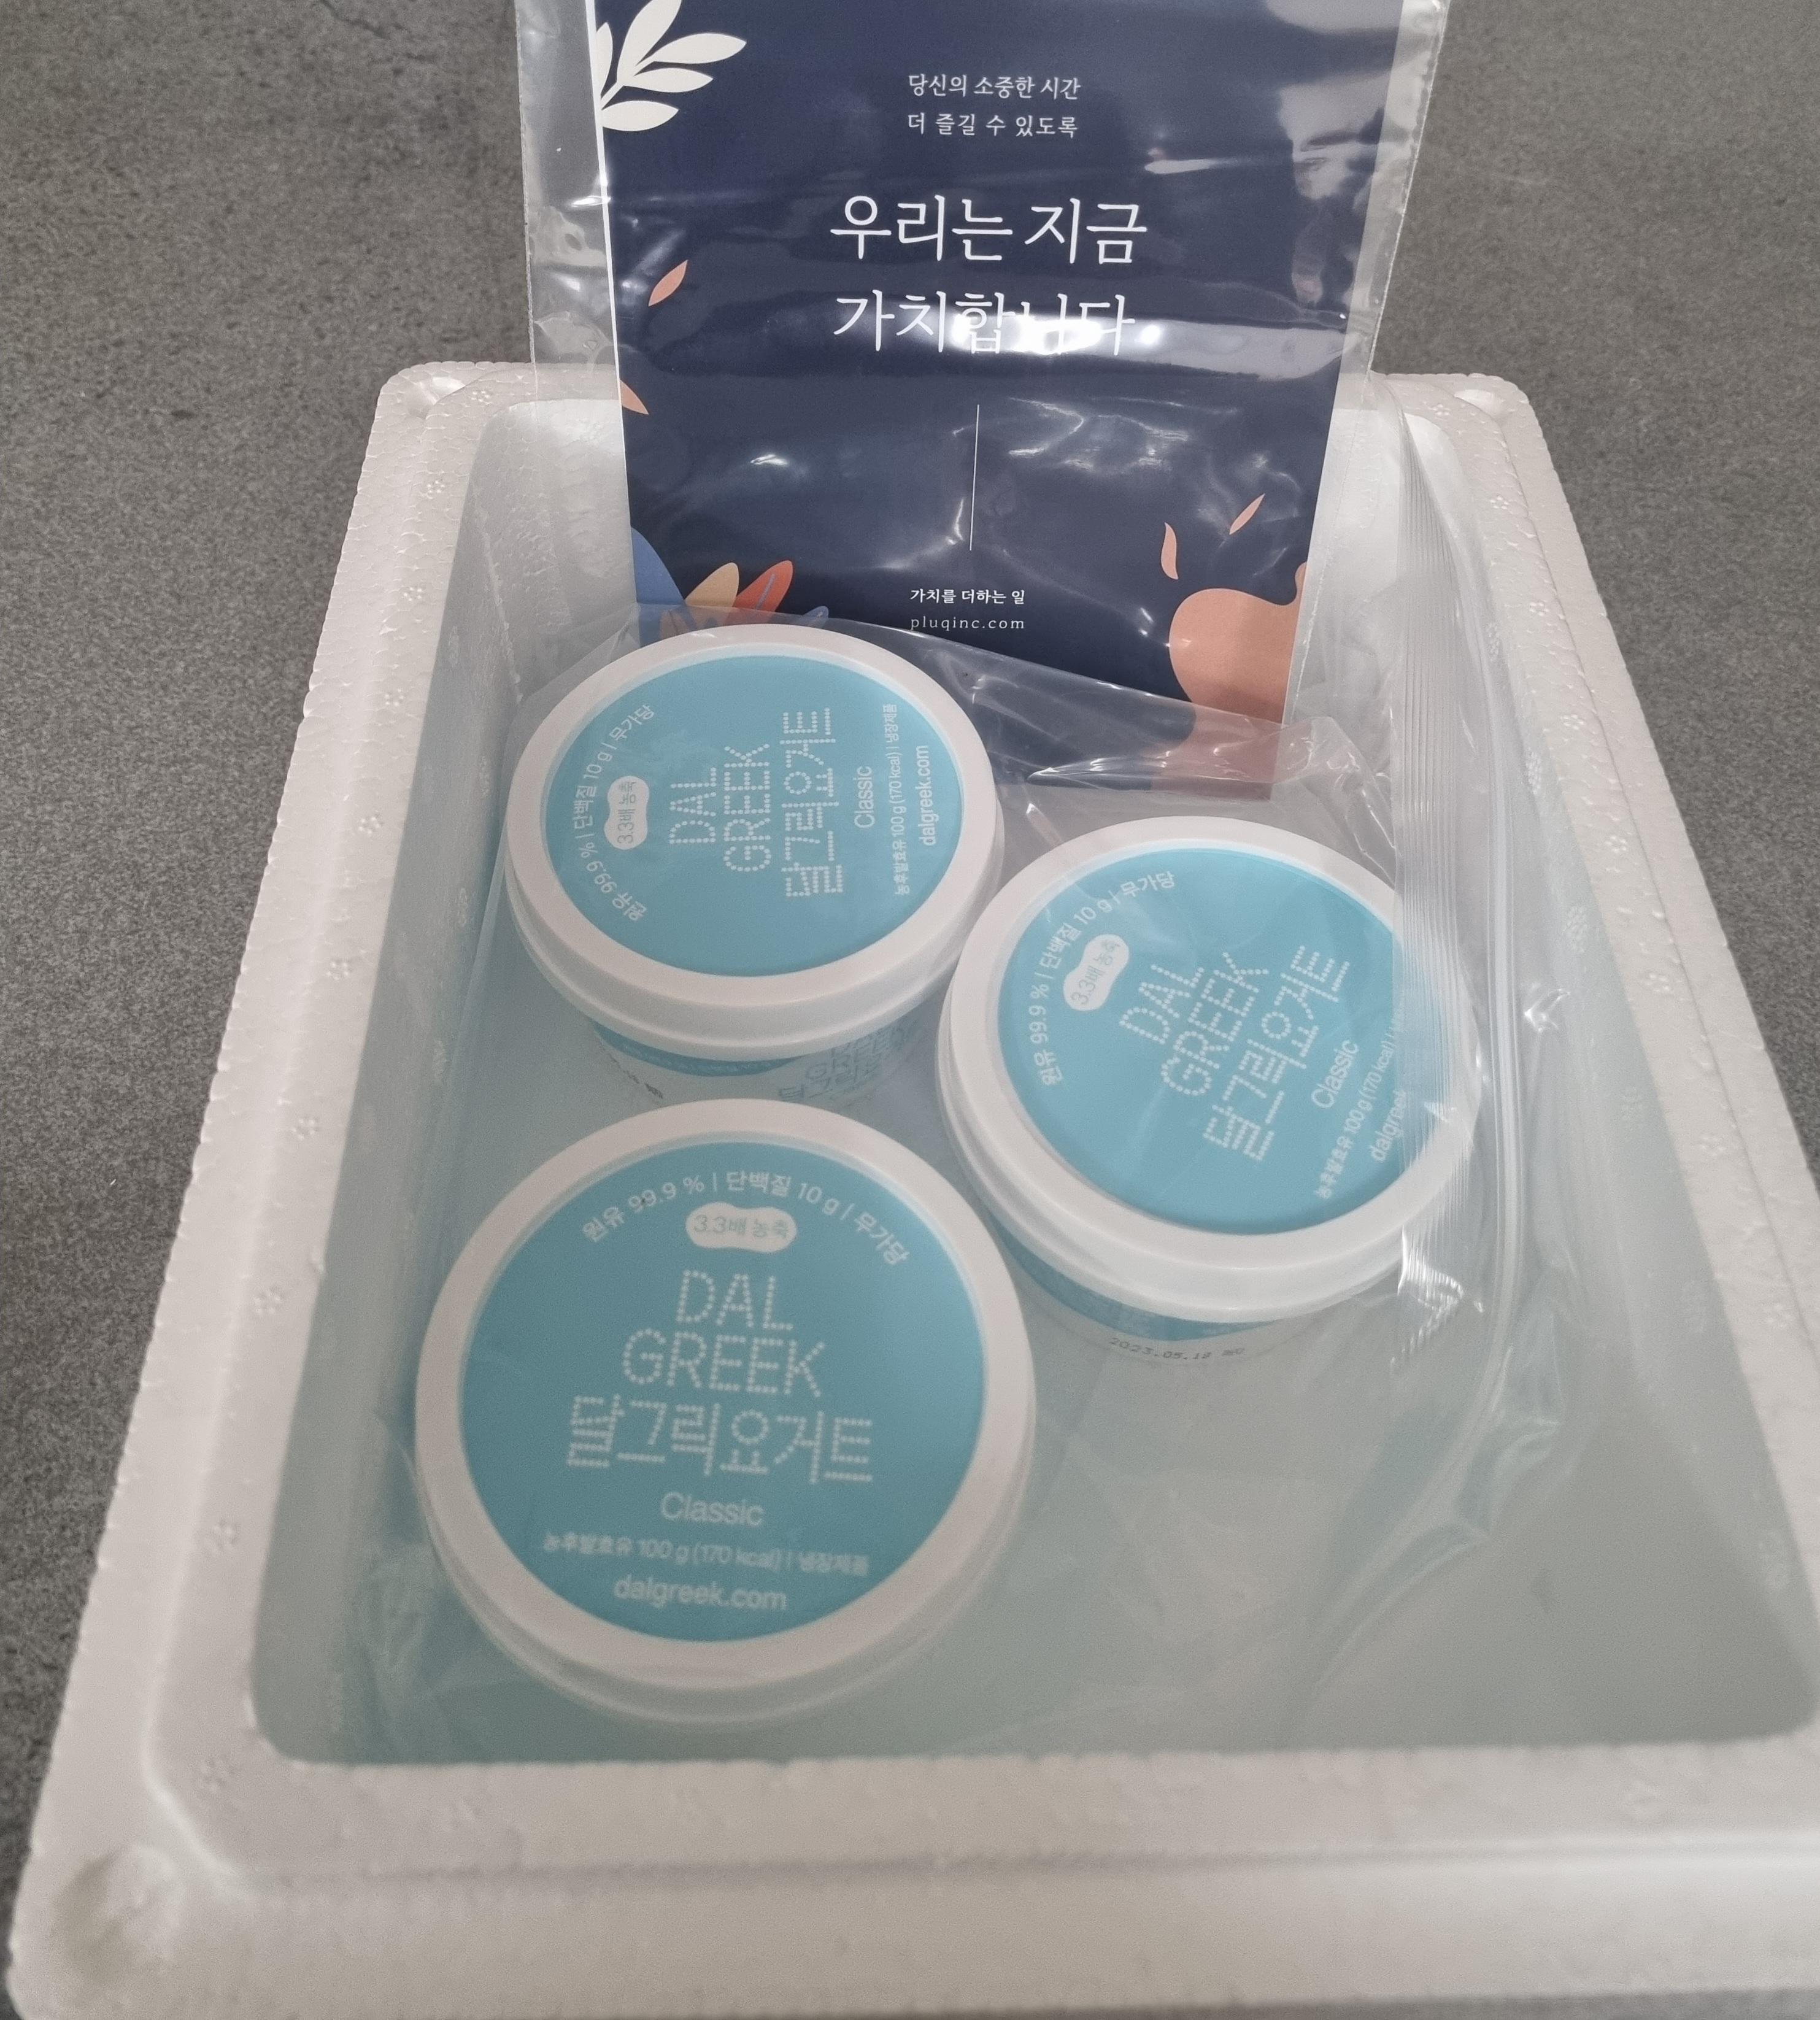 당신의 소중한 시간
더 즐길 수 있도록
우리는 지금
가치합니다
가치를 더하는 일
pluqinc.com
원유 99.9 % | 단백질 10 g | 무가당
3.3배 농축
DAL
GREEK
달그릭요거트
Classic
농후발효유 100 g (170 kcal) | 냉장제품
dalgreek.com
원유 99.9 % | 단백질 10 g | 무가당
3.3배 농축
DAL
GREEK
달그릭요거트
Classic
농후발효유 100 g (170 kcal) |
dalgreek
2023.05.18
원유 99.9 % | 단백질 10 g | 무가당
3.3배 농축
DAL
GREEK
달그릭요거트
Classic
농후발효유 100 g (170 kcal) | 냉장제품
dalgreek.com